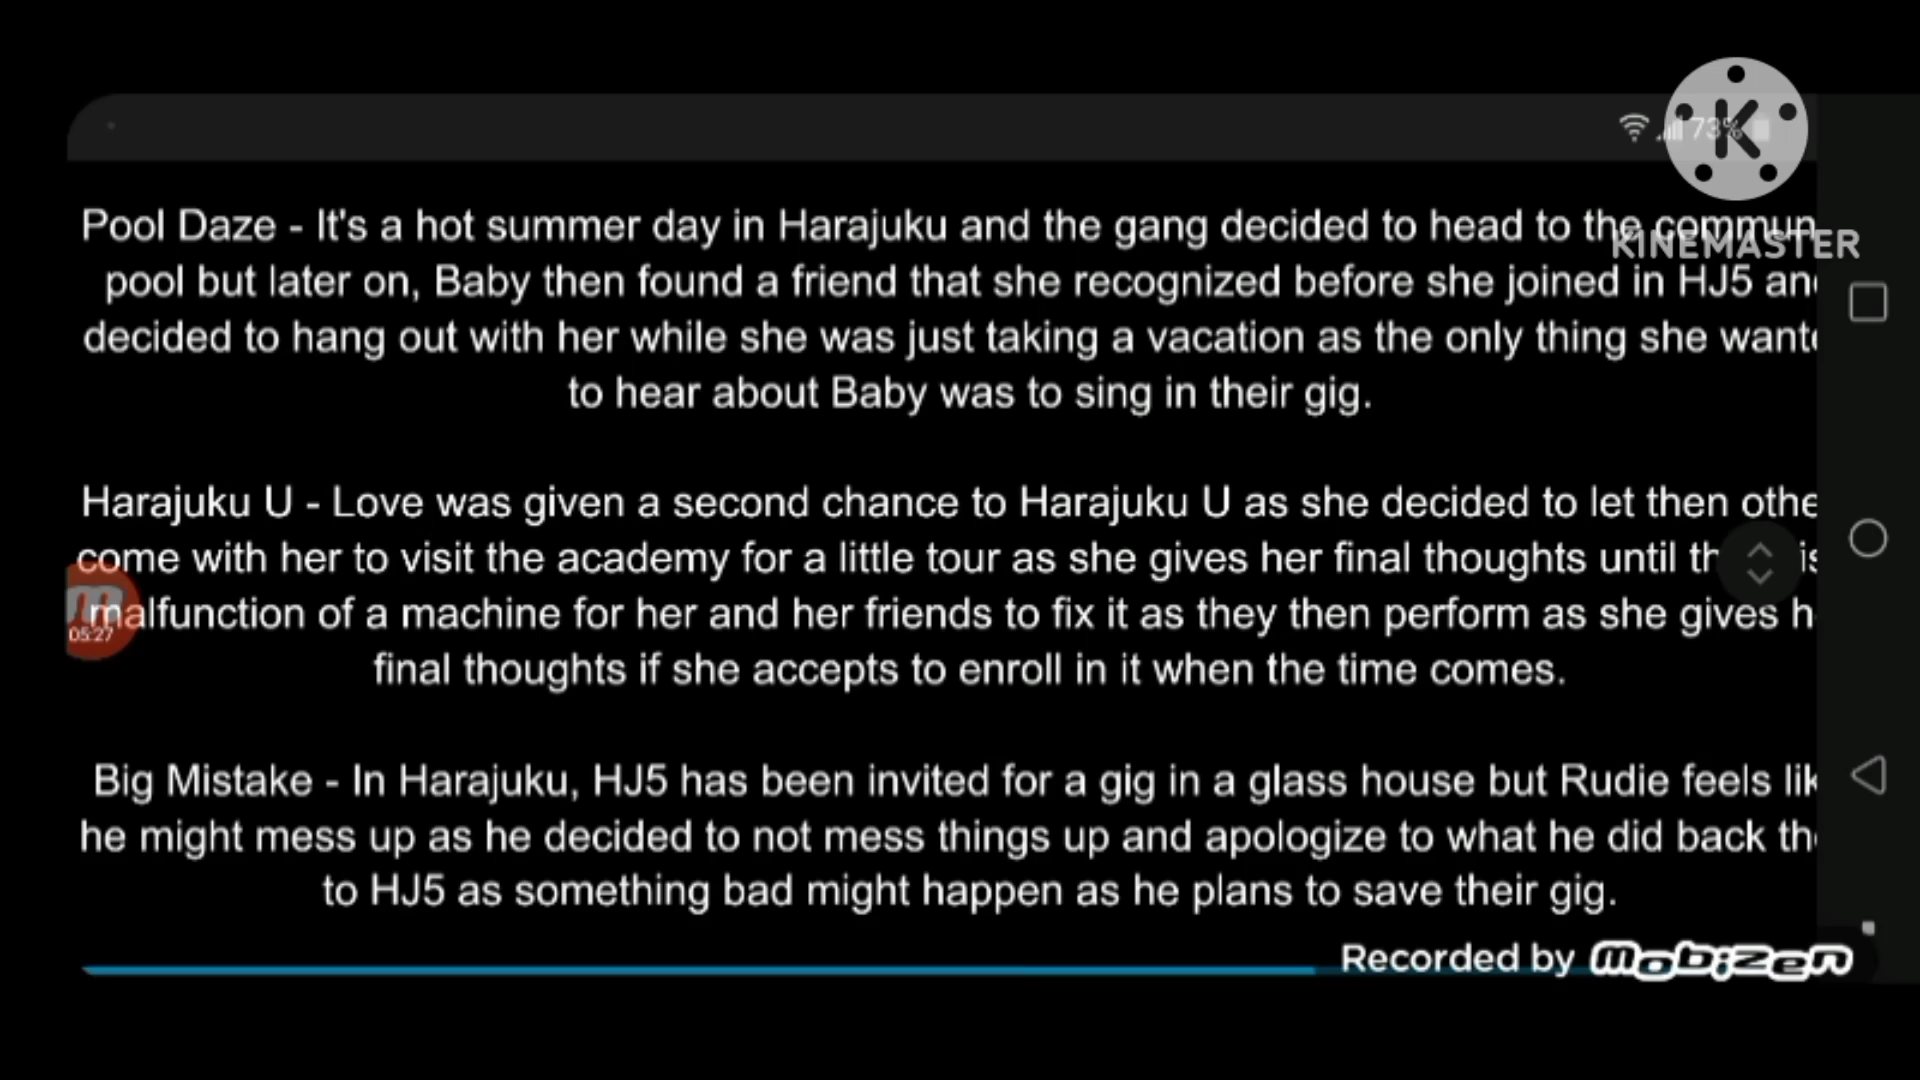 73%
KINEMASTER
Pool Daze - It's a hot summer day in Harajuku and the gang decided to head to the commun
pool but later on, Baby then found a friend that she recognized before she joined in HJ5 an
decided to hang out with her while she was just taking a vacation as the only thing she want
to hear about Baby was to sing in their gig.
Harajuku U - Love was given a second chance to Harajuku U as she decided to let then othe
come with her to visit the academy for a little tour as she gives her final thoughts until th is
malfunction of a machine for her and her friends to fix it as they then perform as she gives h
05:27
final thoughts if she accepts to enroll in it when the time comes.
Big Mistake - In Harajuku, HJ5 has been invited for a gig in a glass house but Rudie feels lik
he might mess up as he decided to not mess things up and apologize to what he did back th
to HJ5 as something bad might happen as he plans to save their gig.
Recorded by Mobizen